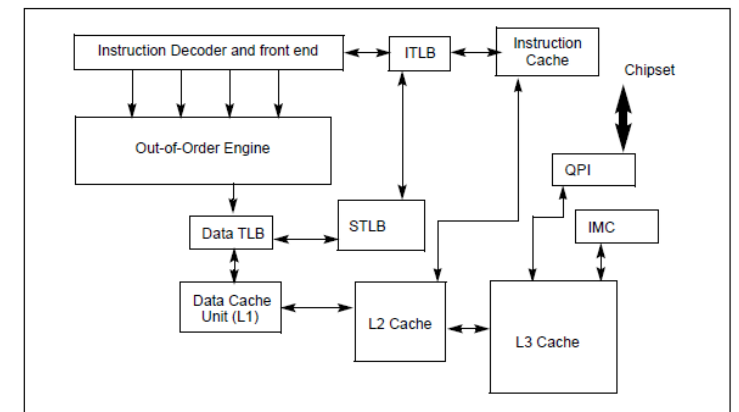 Instruction Decoder and front end
ITLB
Instruction
Cache
Chipset
Out-of-Order Engine
QPI
Data TLB
STLB
IMC
Data Cache
Unit (L1)
L2 Cache
L3 Cache